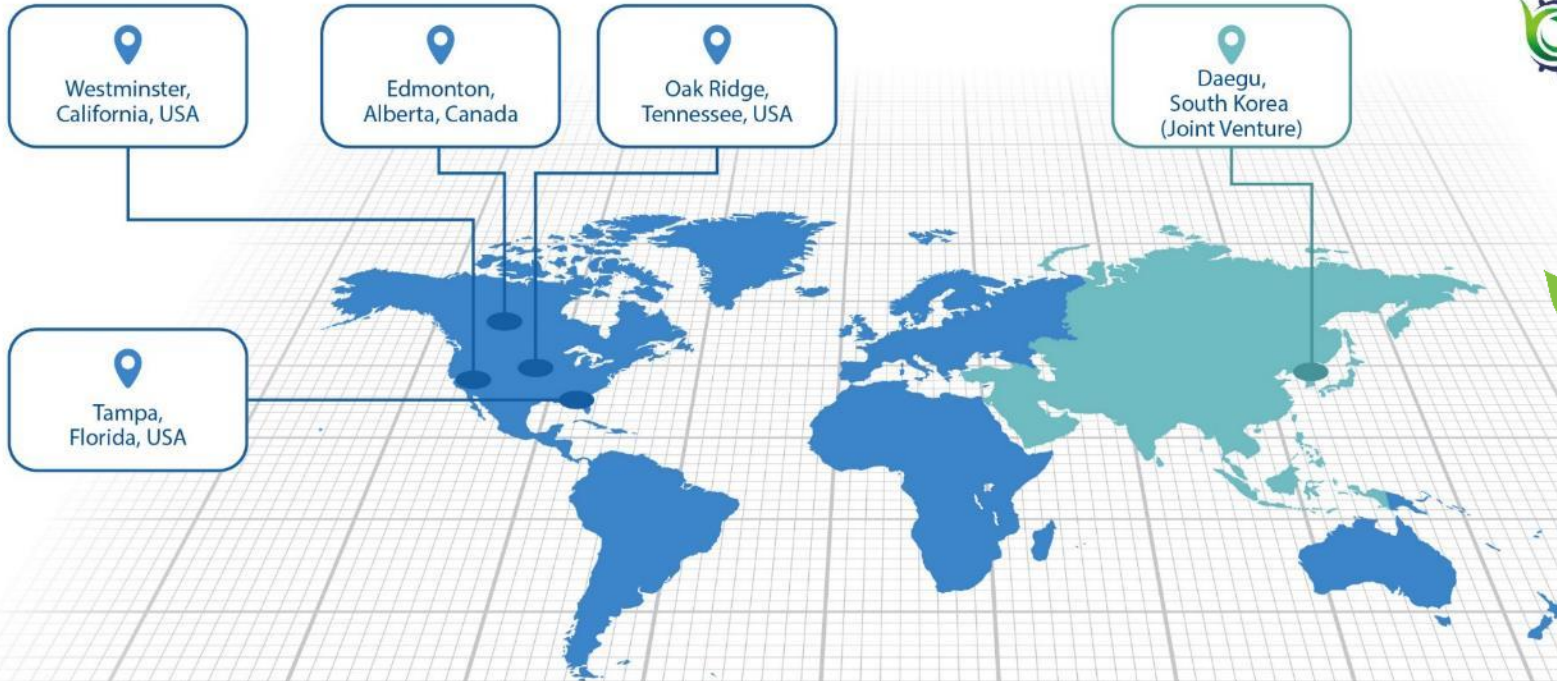 Westminster,
California, USA
Edmonton,
Alberta, Canada
Oak Ridge,
Tennessee, USA
Daegu,
South Korea
(Joint Venture)
Tampa,
Florida, USA